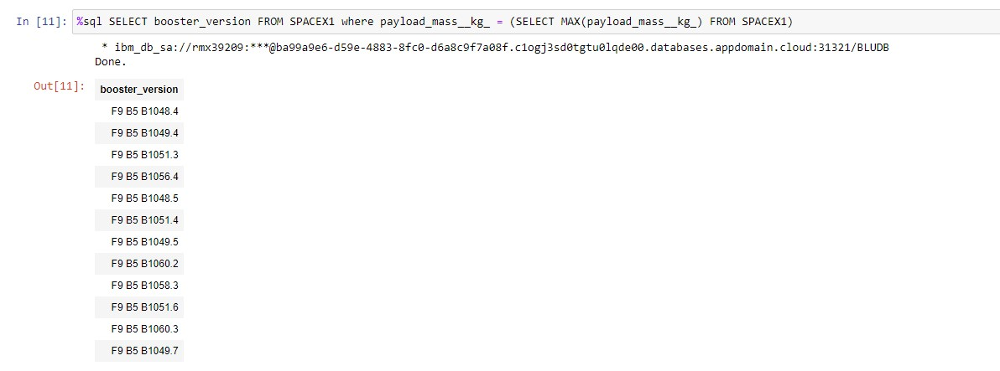 In [11]: %sql SELECT booster_version FROM SPACEX1 where payload_mass__kg_ = (SELECT MAX(payload_mass__kg_) FROM SPACEX1)
* ibm_db_sa://rmx39209:***@ba99a9e6-d59e-4883-8fc0-d6a8c9f7a08f.c1ogj3sd0tgtu0lqde00.databases.appdomain.cloud:31321/BLUDB
Done.
Out[11]: booster_version
F9 B5 B1048.4
F9 B5 B1049.4
F9 B5 B1051.3
F9 B5 B1056.4
F9 B5 B1048.5
F9 B5 B1051.4
F9 B5 B1049.5
F9 B5 B1060.2
F9 B5 B1058.3
F9 B5 B1051.6
F9 B5 B1060.3
F9 B5 B1049.7